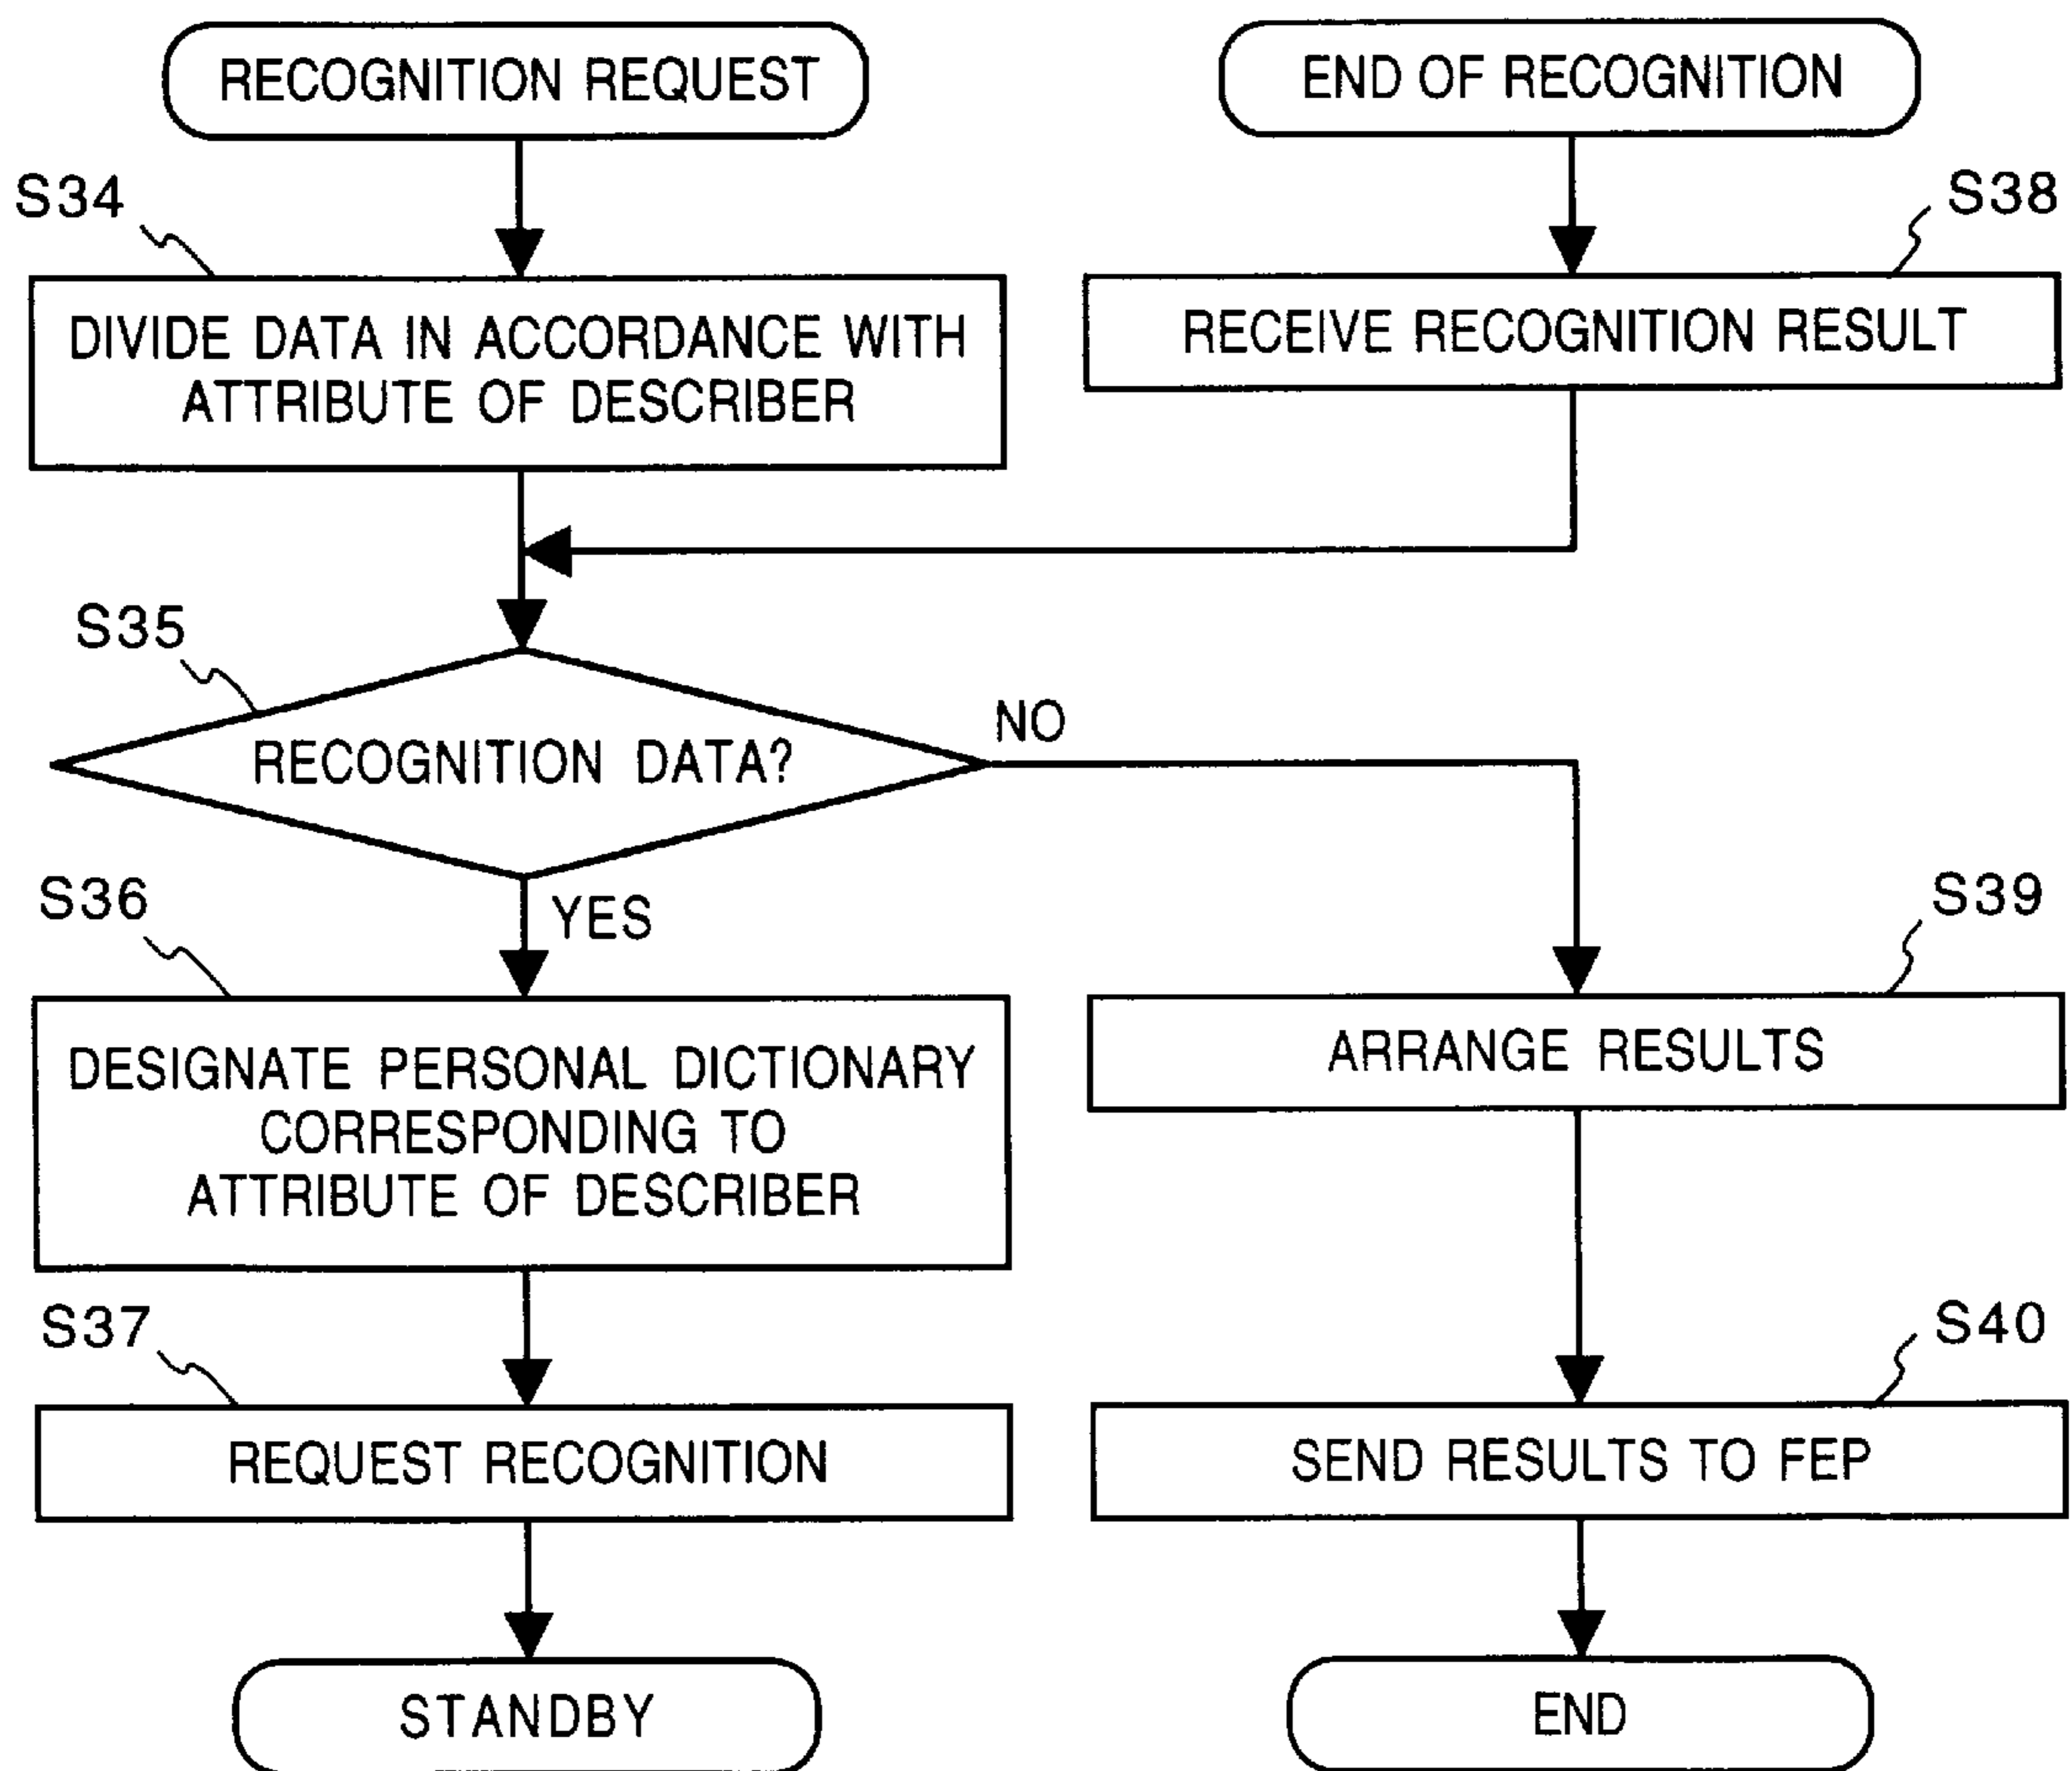 RECOGNITION REQUEST
S34
DIVIDE DATA IN ACCORDANCE WITH
ATTRIBUTE OF DESCRIBER
S35
RECOGNITION DATA?
NO
YES
S36
DESIGNATE PERSONAL DICTIONARY
CORRESPONDING TO
ATTRIBUTE OF DESCRIBER
S37
REQUEST RECOGNITION
STANDBY
END OF RECOGNITION
S38
RECEIVE RECOGNITION RESULT
S39
ARRANGE RESULTS
S40
SEND RESULTS TO FEP
END